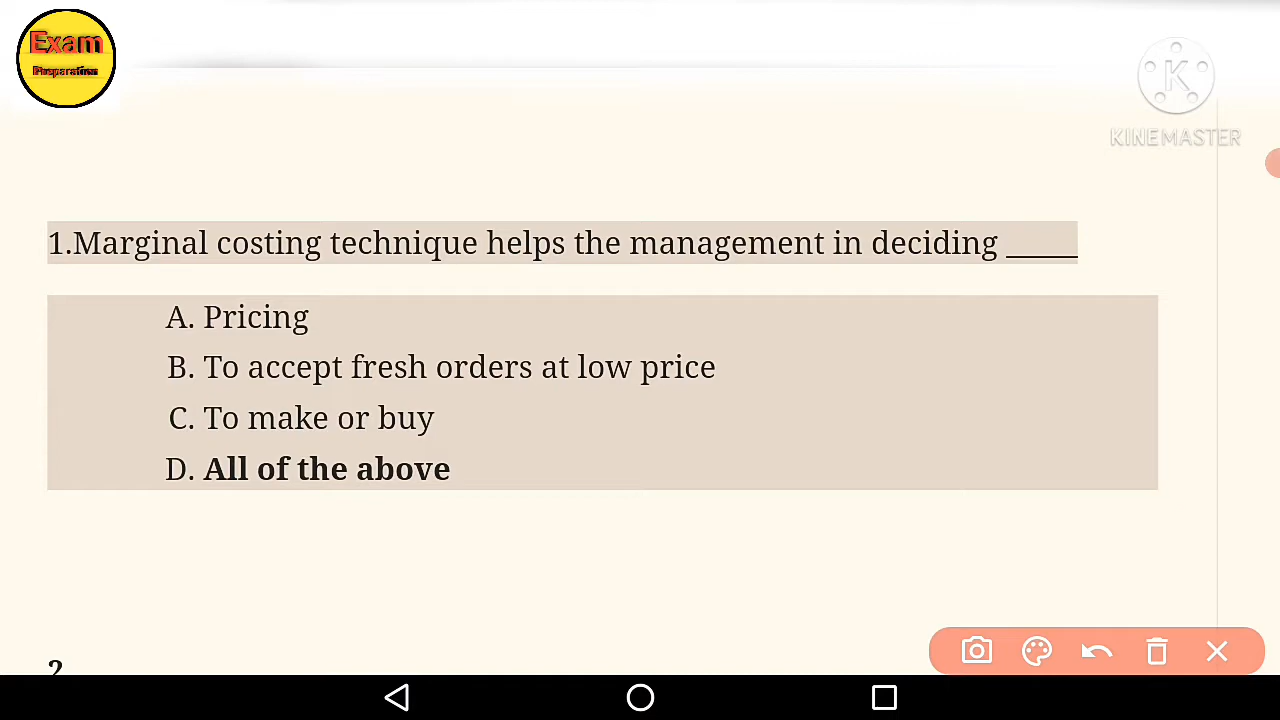 Exam
Preparation
K
KINEMASTER
1.Marginal costing technique helps the management in deciding _____
A. Pricing
B. To accept fresh orders at low price
C. To make or buy
D. All of the above
2